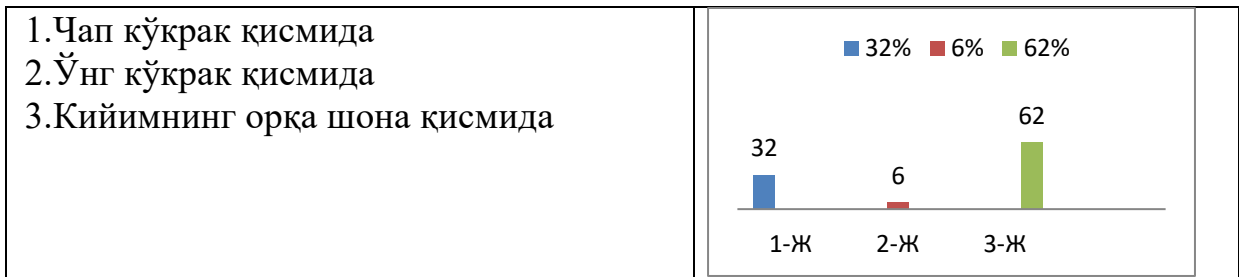 1.Чап кўкрак қисмида
2.Ўнг кўкрак қисмида
3.Кийимнинг орқа шона қисмида
32% 6% 62%
32
6
62
1-Ж 2-Ж 3-Ж